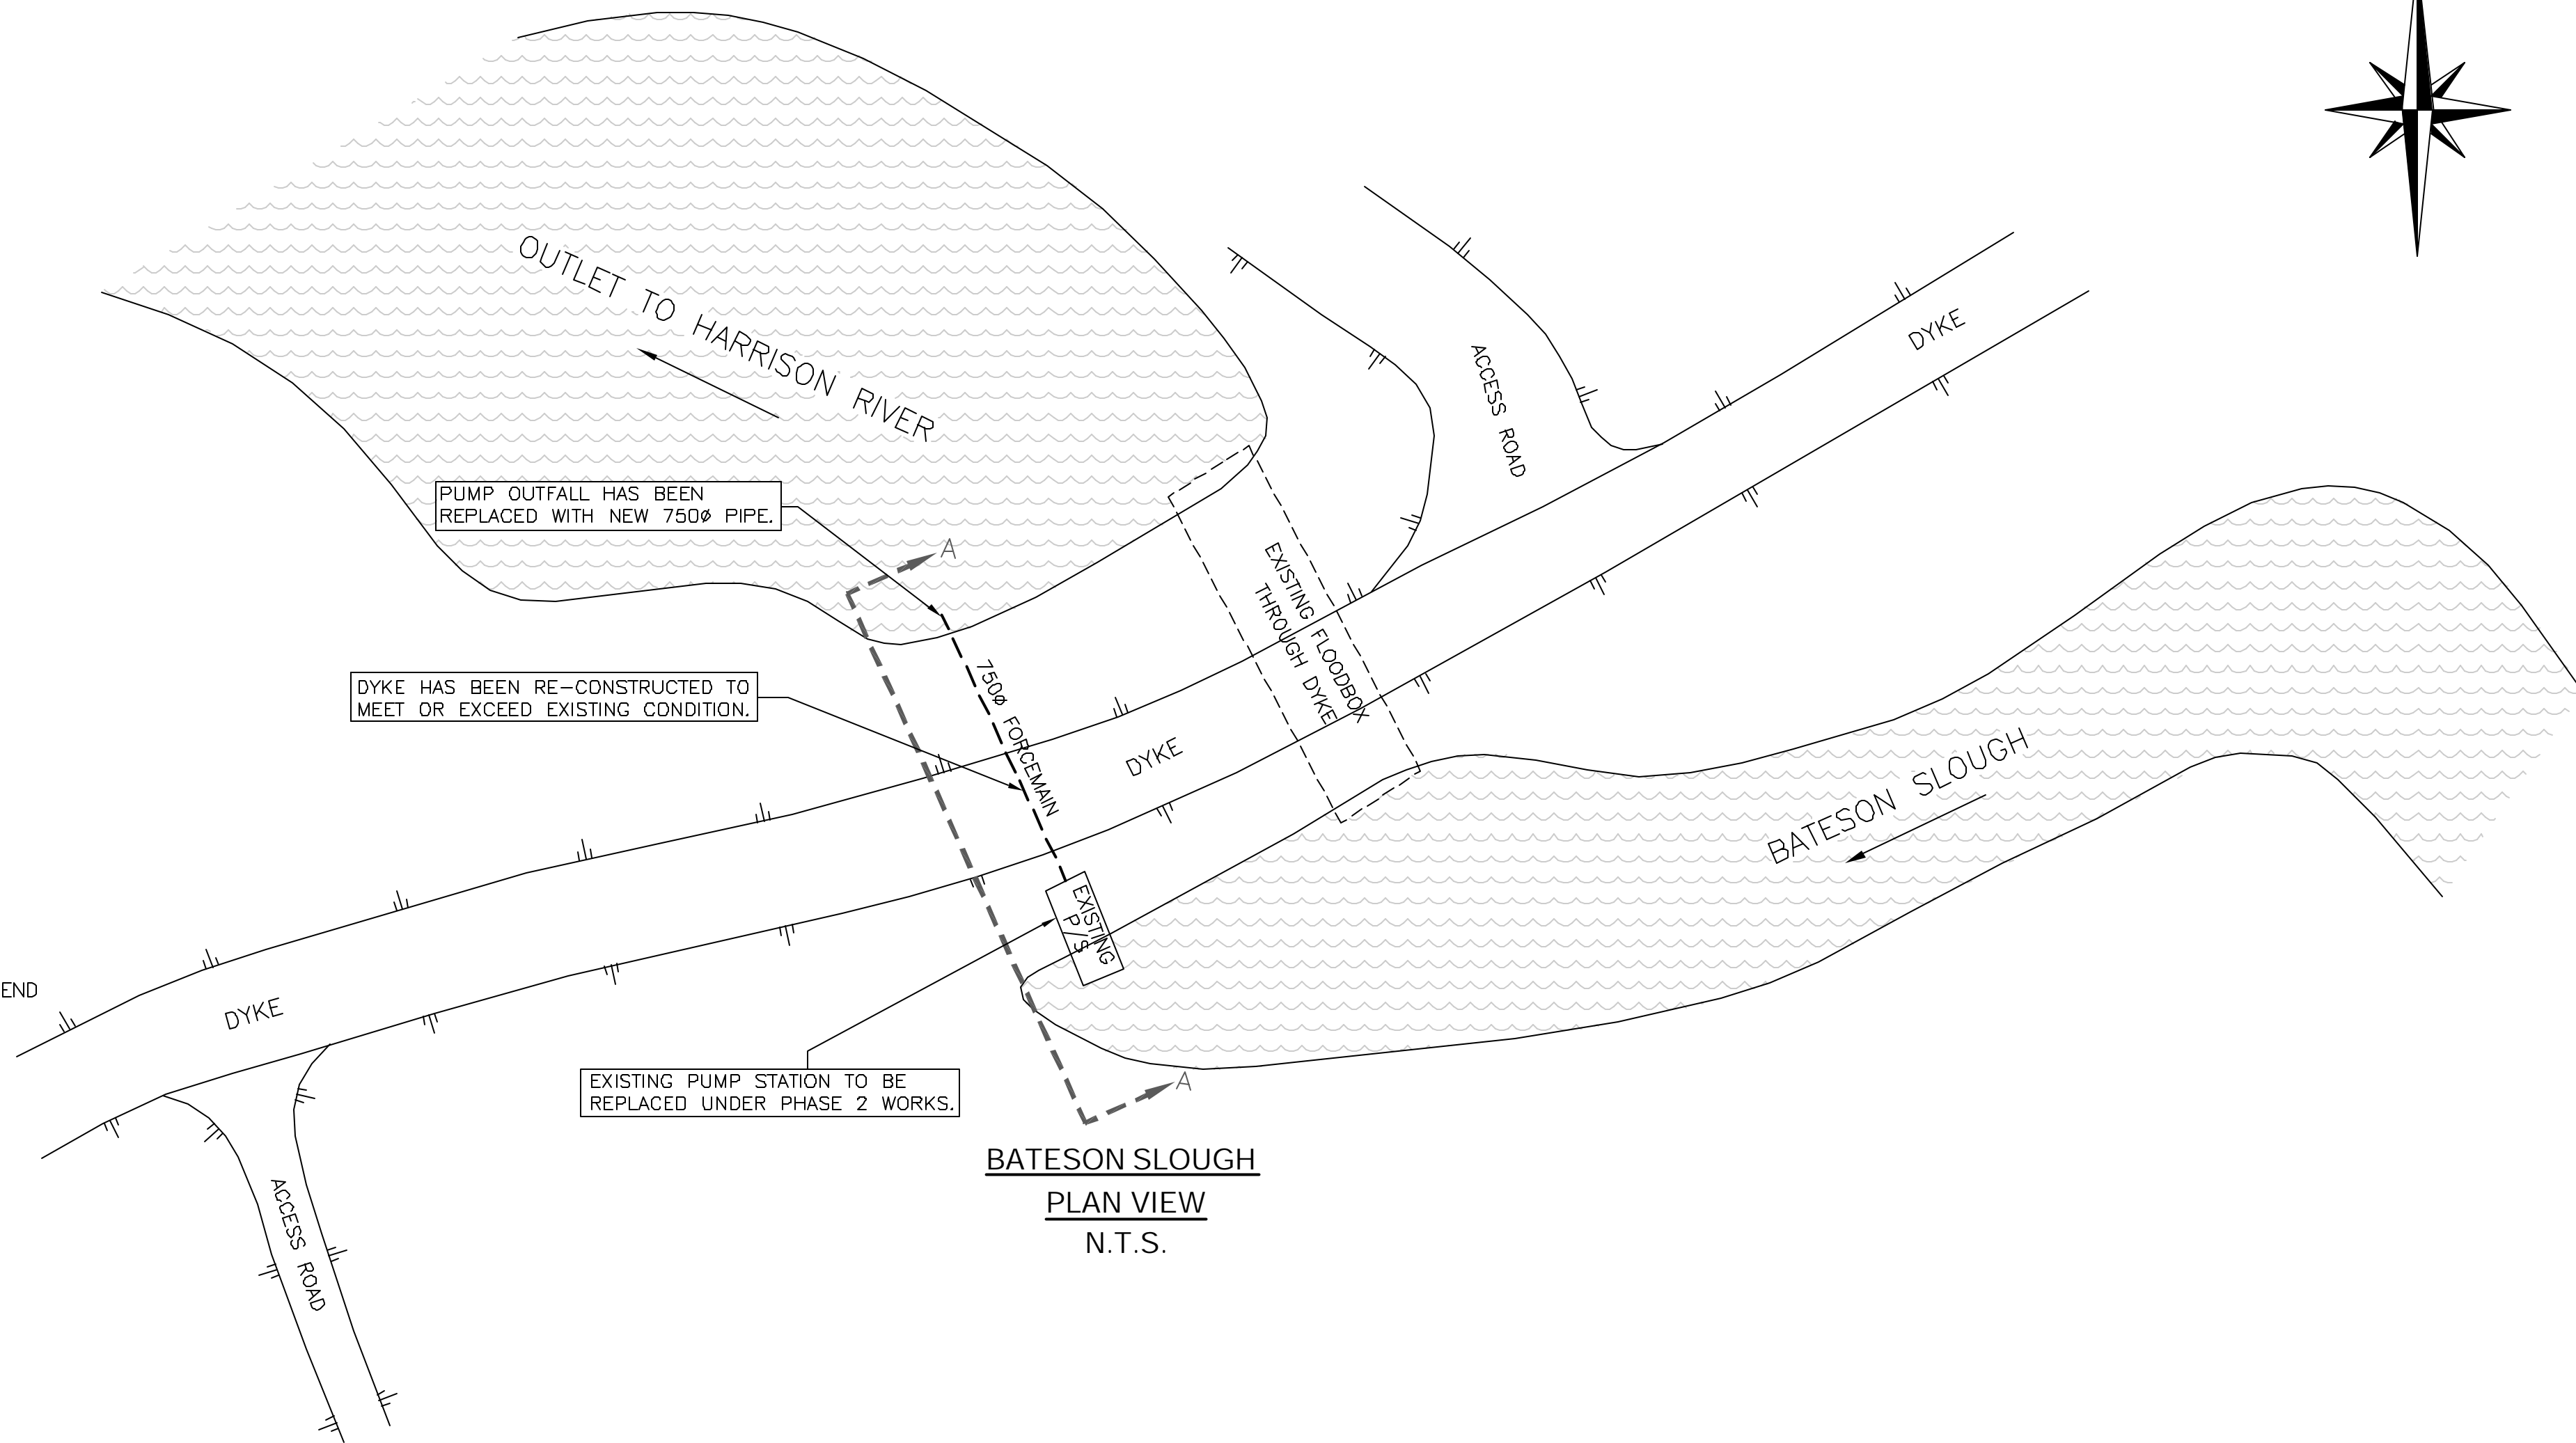 OUTLET TO HARRISON RIVER
DYKE
ACCESS ROAD
PUMP OUTFALL HAS BEEN
REPLACED WITH NEW 750ø PIPE.
A
EXISTING FLOODBOX
THROUGH DYKE
DYKE HAS BEEN RE-CONSTRUCTED TO
MEET OR EXCEED EXISTING CONDITION.
750ø FORCEMAIN
DYKE
BATESON SLOUGH
EXISTING
P/S
END
DYKE
EXISTING PUMP STATION TO BE
REPLACED UNDER PHASE 2 WORKS.
A
ACCESS ROAD
BATESON SLOUGH
PLAN VIEW
N.T.S.